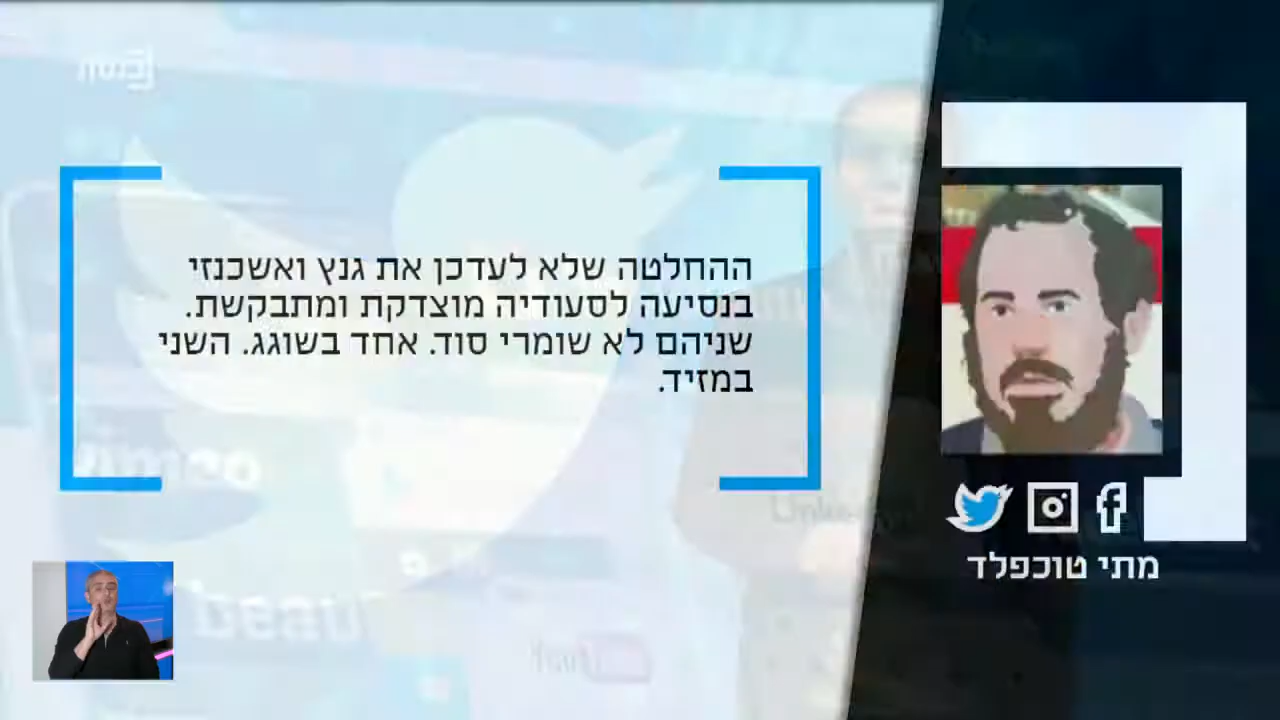 ההחלטה שלא לעדכן את גנץ ואשכנזי
בנסיעה לסעודיה מוצדקת ומתבקשת.
שניהם לא שומרי סוד. אחד בשוגג. השני
במזיד.
מתי טוכפלד
vimeo